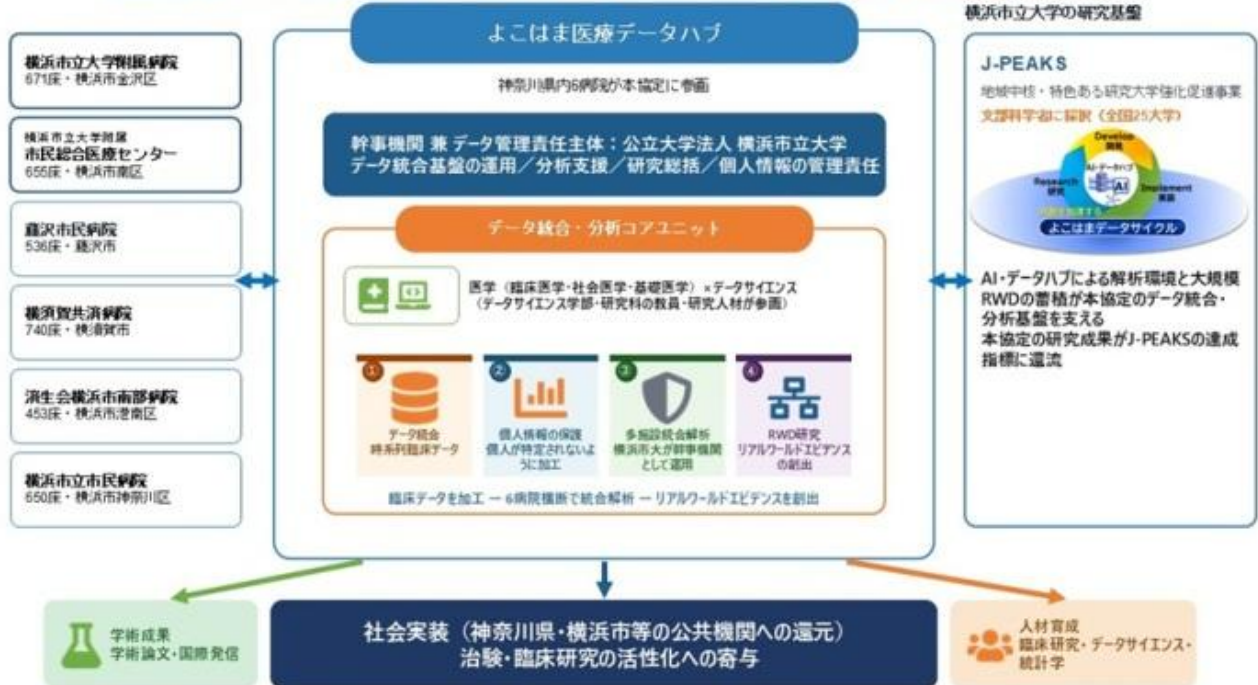 横浜市立大学附属病院
671床・横浜市金沢区
横浜市立大学附属
市民総合医療センター
655床・横浜市南区
藤沢市民病院
536床・藤沢市
横須賀共済病院
740床・横須賀市
済生会横浜市南部病院
453床・横浜市港南区
横浜市立市民病院
650床・横浜市神奈川区
よこはま医療データハブ
神奈川県内6病院が本協定に参画
幹事機関 兼 データ管理責任主体：公立大学法人 横浜市立大学
データ統合基盤の運用／分析支援／研究総括／個人情報の管理責任
データ統合・分析コアユニット
医学（臨床医学・社会医学・基礎医学）×データサイエンス
（データサイエンス学部・研究科の教員・研究人材が参画）
①
データ統合
時系列臨床データ
②
個人情報の保護
個人が特定されないよ
うに加工
③
多施設統合解析
横浜市大が幹事機関
として運用
④
RWD研究
リアルワールドエビデンス
の創出
臨床データを加工 ー 6病院横断で統合解析 ー リアルワールドエビデンスを創出
横浜市立大学の研究基盤
J-PEAKS
地域中核・特色ある研究大学強化促進事業
文部科学省に採択（全国25大学）
Develop
開発
AI・データハブ
AI
Research
研究
Implement
実装
よこはまデータサイクル
AI・データハブによる解析環境と大規模
RWDの蓄積が本協定のデータ統合・
分析基盤を支える
本協定の研究成果がJ-PEAKSの達成
指標に還流
学術成果
学術論文・国際発信
社会実装（神奈川県・横浜市等の公共機関への還元）
治験・臨床研究の活性化への寄与
人材育成
臨床研究・データサイエンス・
統計学